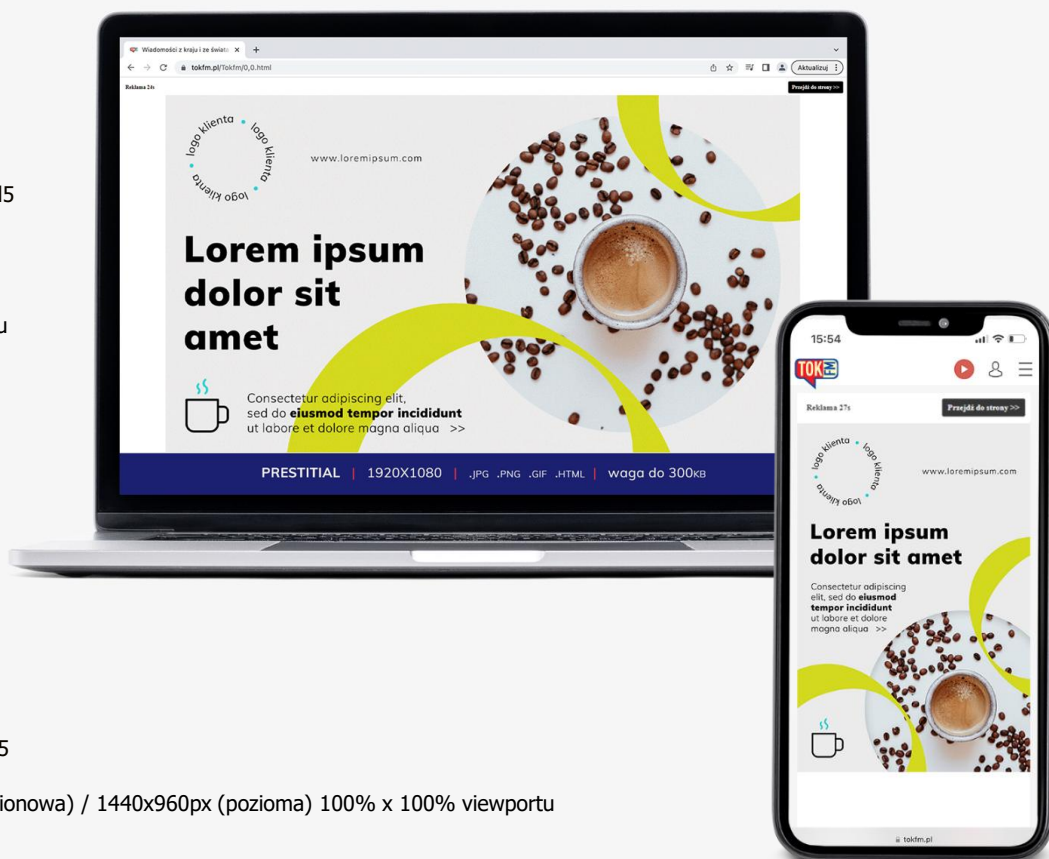 Wiadomości z kraju i ze świata
tokfm.pl/Tokfm/0,0.html
Aktualizuj
Reklama 24s
Przejdź do strony >>
logo klienta • logo klienta • logo klienta •
www.loremipsum.com
Lorem ipsum
dolor sit
amet
Consectetur adipiscing elit,
sed do eiusmod tempor incididunt
ut labore et dolore magna aliqua >>
PRESTITIAL | 1920X1080 | .JPG .PNG .GIF .HTML | waga do 300KB
15:54
TOK FM
Reklama 27s
Przejdź do strony >>
logo klienta • logo klienta • logo klienta •
www.loremipsum.com
Lorem ipsum
dolor sit amet
Consectetur adipiscing
elit, sed do eiusmod
tempor incididunt
ut labore et dolore
magna aliqua >>
tokfm.pl
5
u
5
ionowa) / 1440x960px (pozioma) 100% x 100% viewportu